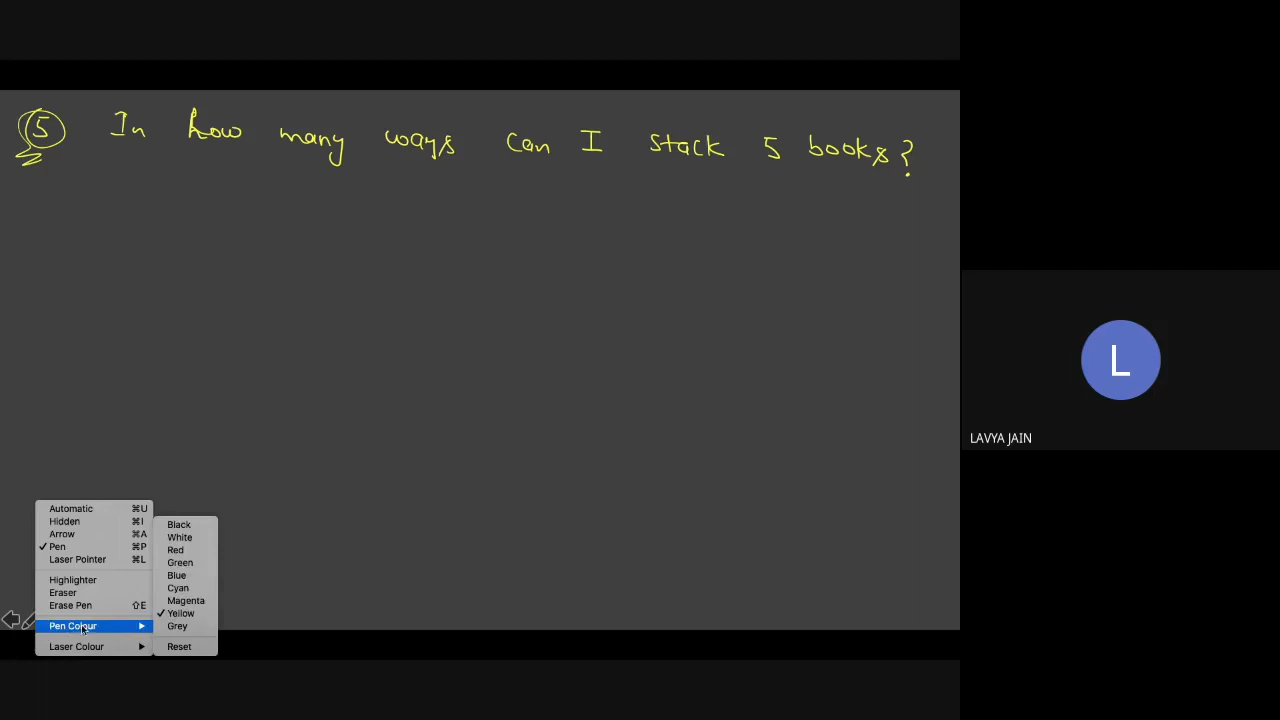 5 In how many ways can I stack 5 books?
L
LAVYA JAIN
Automatic ⌘U
Hidden ⌘I
Arrow ⌘A
✓ Pen ⌘P
Laser Pointer ⌘L
Highlighter
Eraser
Erase Pen ⇧E
Pen Colour ▶
Laser Colour ▶
Black
White
Red
Green
Blue
Cyan
Magenta
✓ Yellow
Grey
Reset